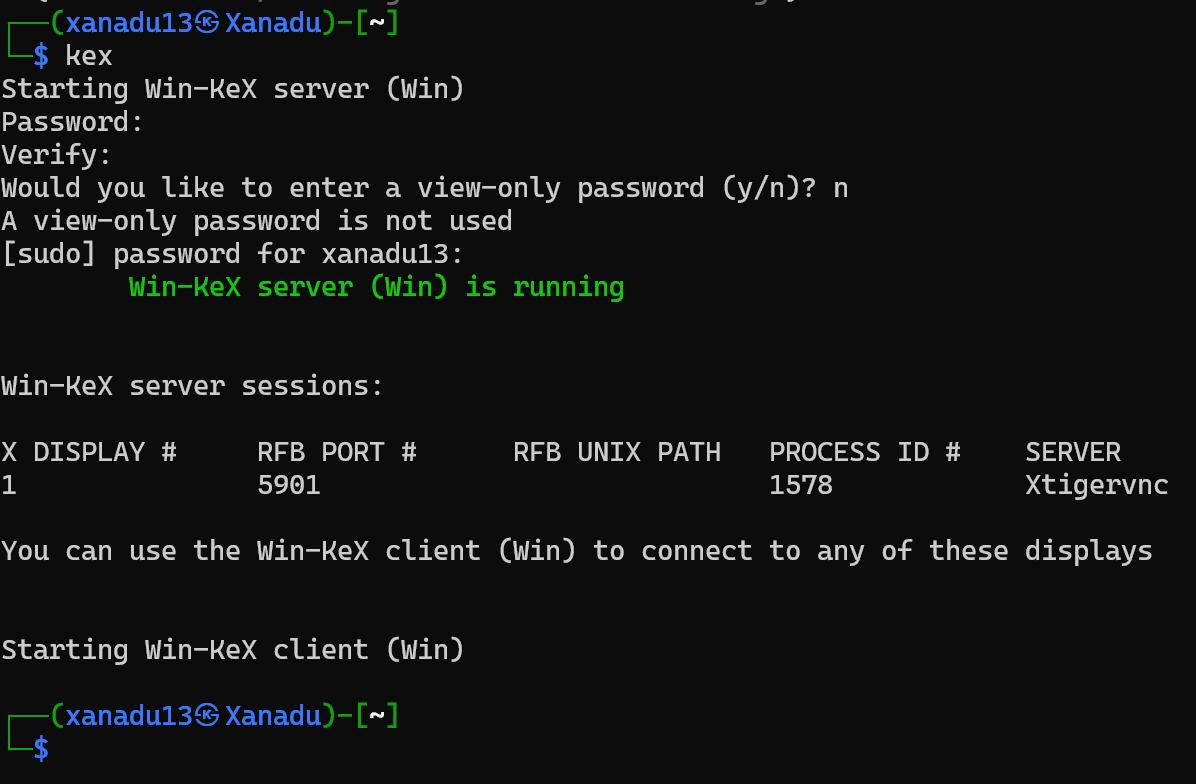 ┌──(xanadu13㉿Xanadu)-[~]
└─$ kex
Starting Win-KeX server (Win)
Password:
Verify:
Would you like to enter a view-only password (y/n)? n
A view-only password is not used
[sudo] password for xanadu13:
        Win-KeX server (Win) is running
Win-KeX server sessions:
X DISPLAY #     RFB PORT #      RFB UNIX PATH   PROCESS ID #    SERVER
1               5901                            1578            Xtigervnc
You can use the Win-KeX client (Win) to connect to any of these displays
Starting Win-KeX client (Win)
┌──(xanadu13㉿Xanadu)-[~]
└─$